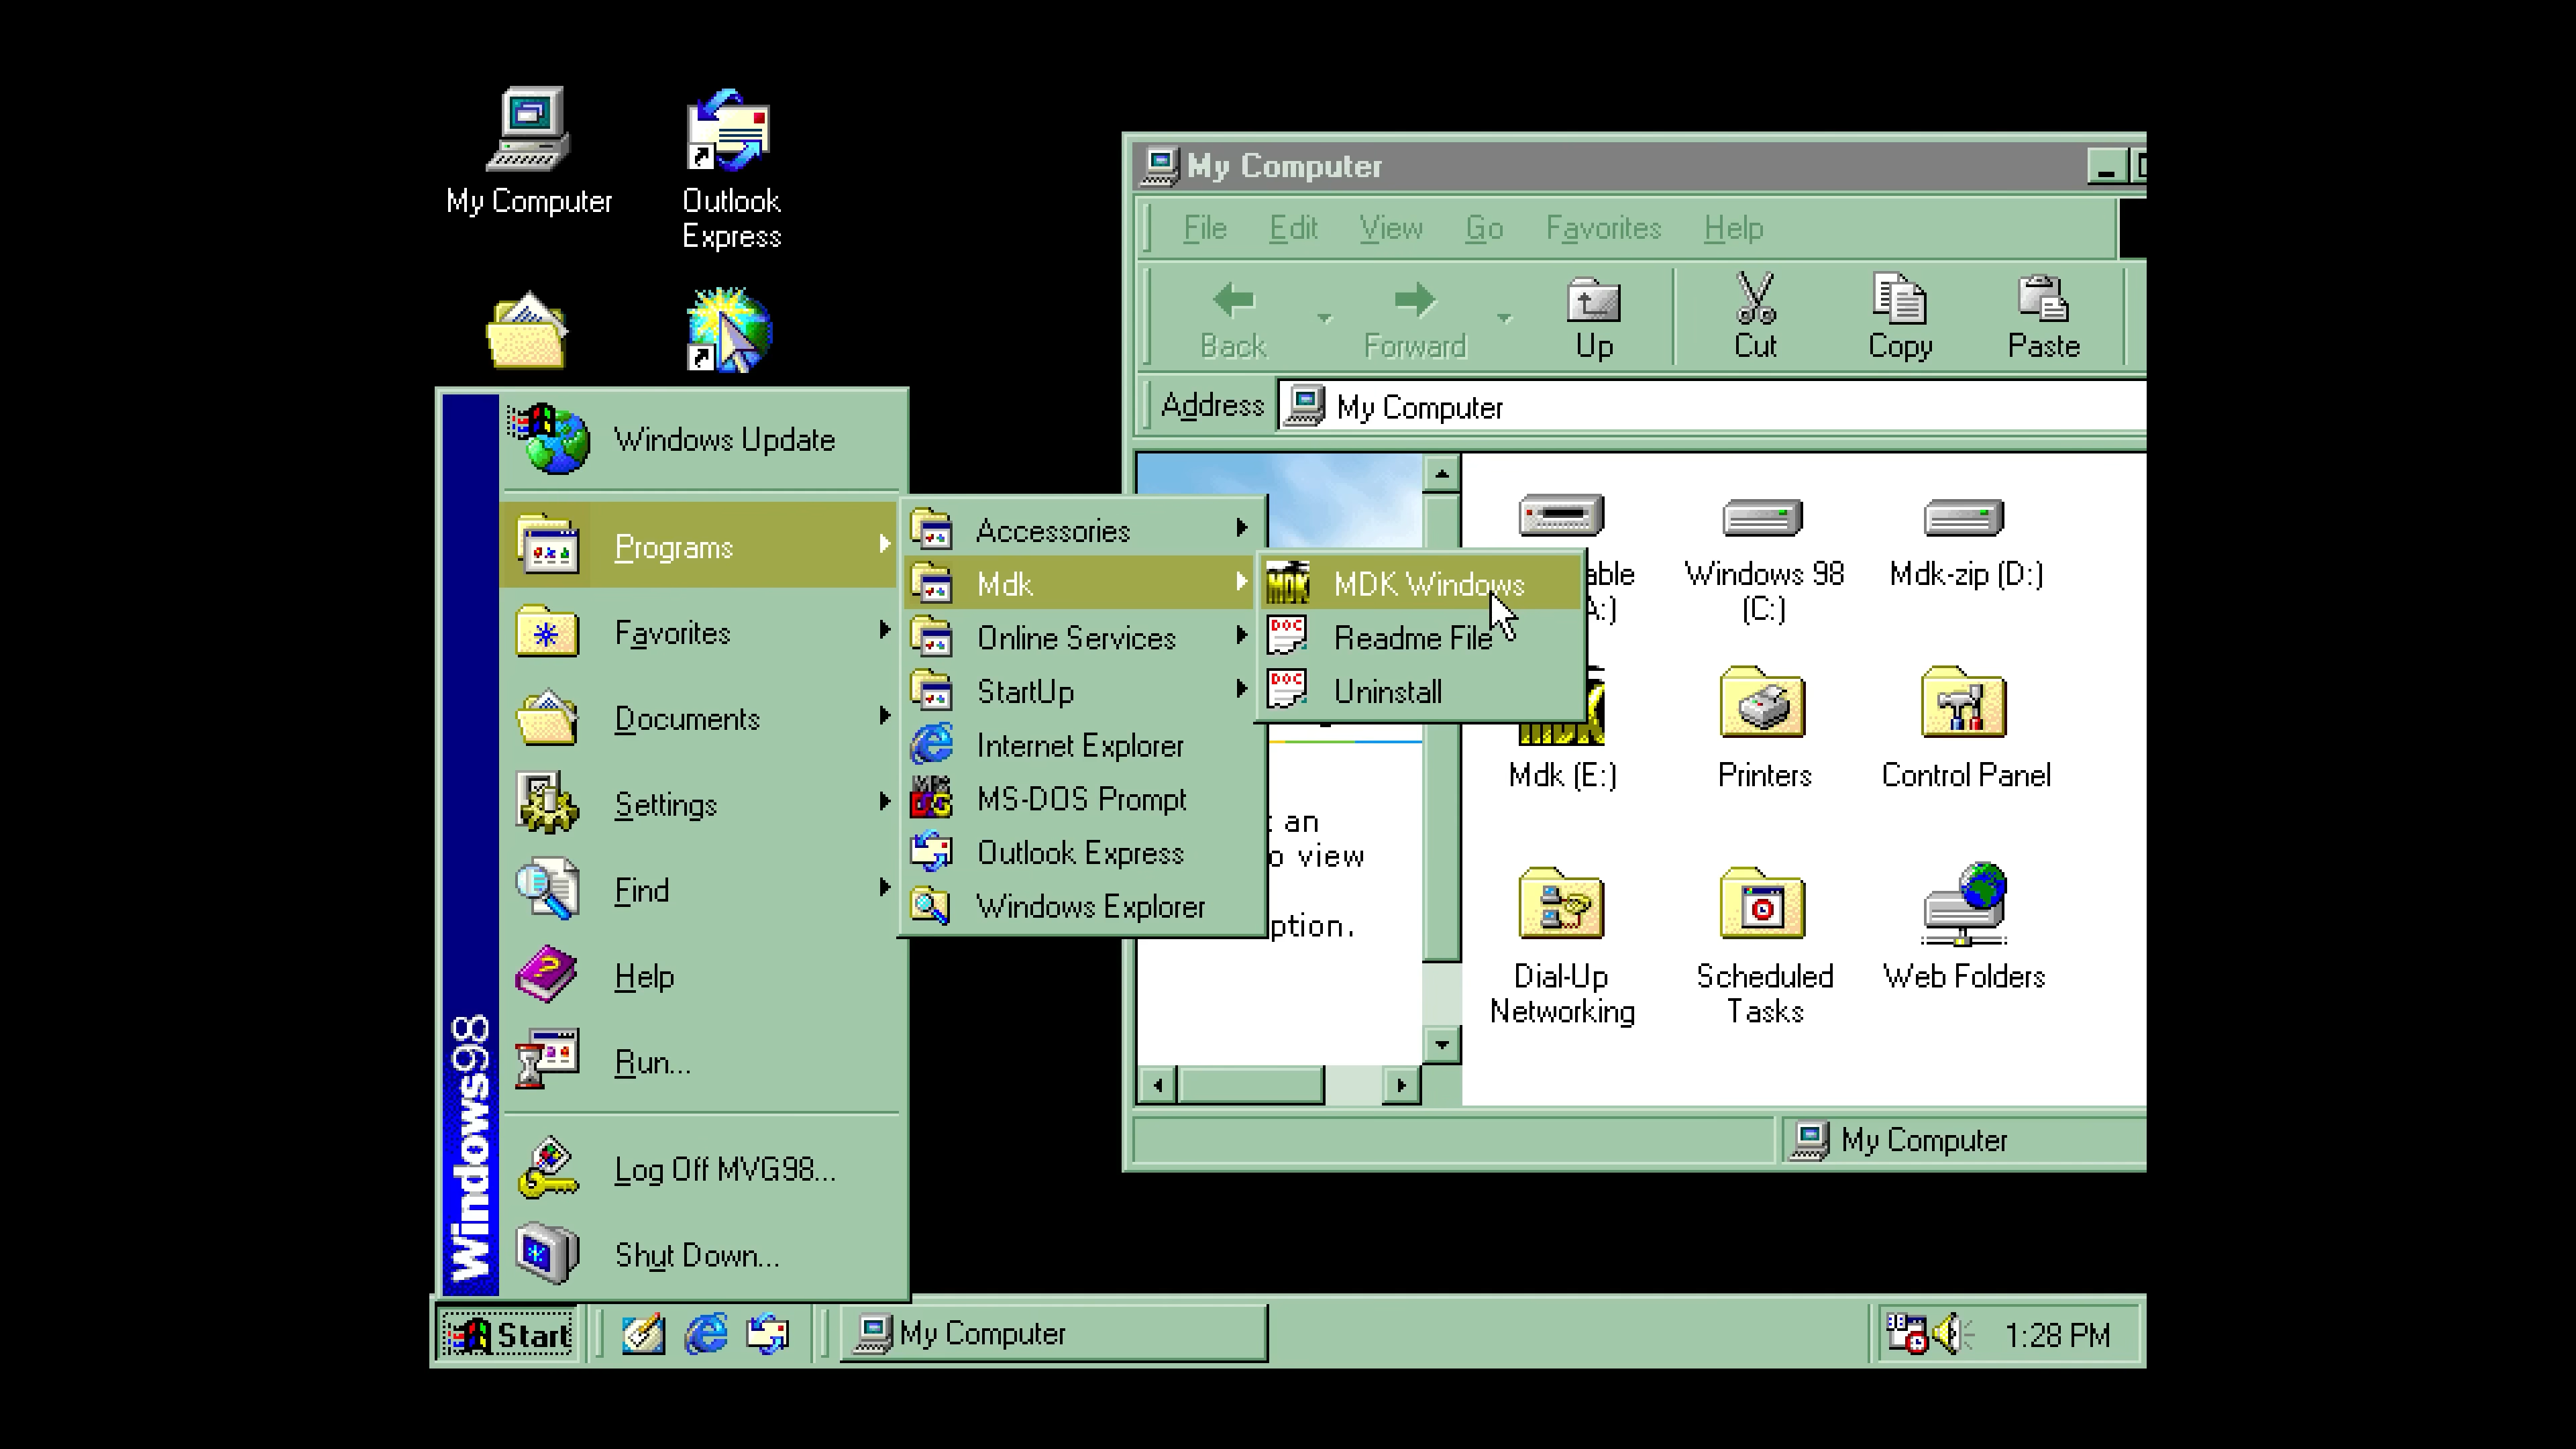 My Computer
Outlook
Express
My Computer
File Edit View Go Favorites Help
Back Forward Up Cut Copy Paste
Address My Computer
Windows Update
Programs
Favorites
Documents
Settings
Find
Help
Run...
Log Off MVG98...
Shut Down...
Windows98
Accessories
Mdk
Online Services
StartUp
Internet Explorer
MS-DOS Prompt
Outlook Express
Windows Explorer
MDK Windows
Readme File
Uninstall
Windows 98
(C:)
Mdk-zip (D:)
MDK
Mdk (E:)
Printers
Control Panel
an
view
Dial-Up
Networking
Scheduled
Tasks
Web Folders
My Computer
Start
My Computer
1:28 PM